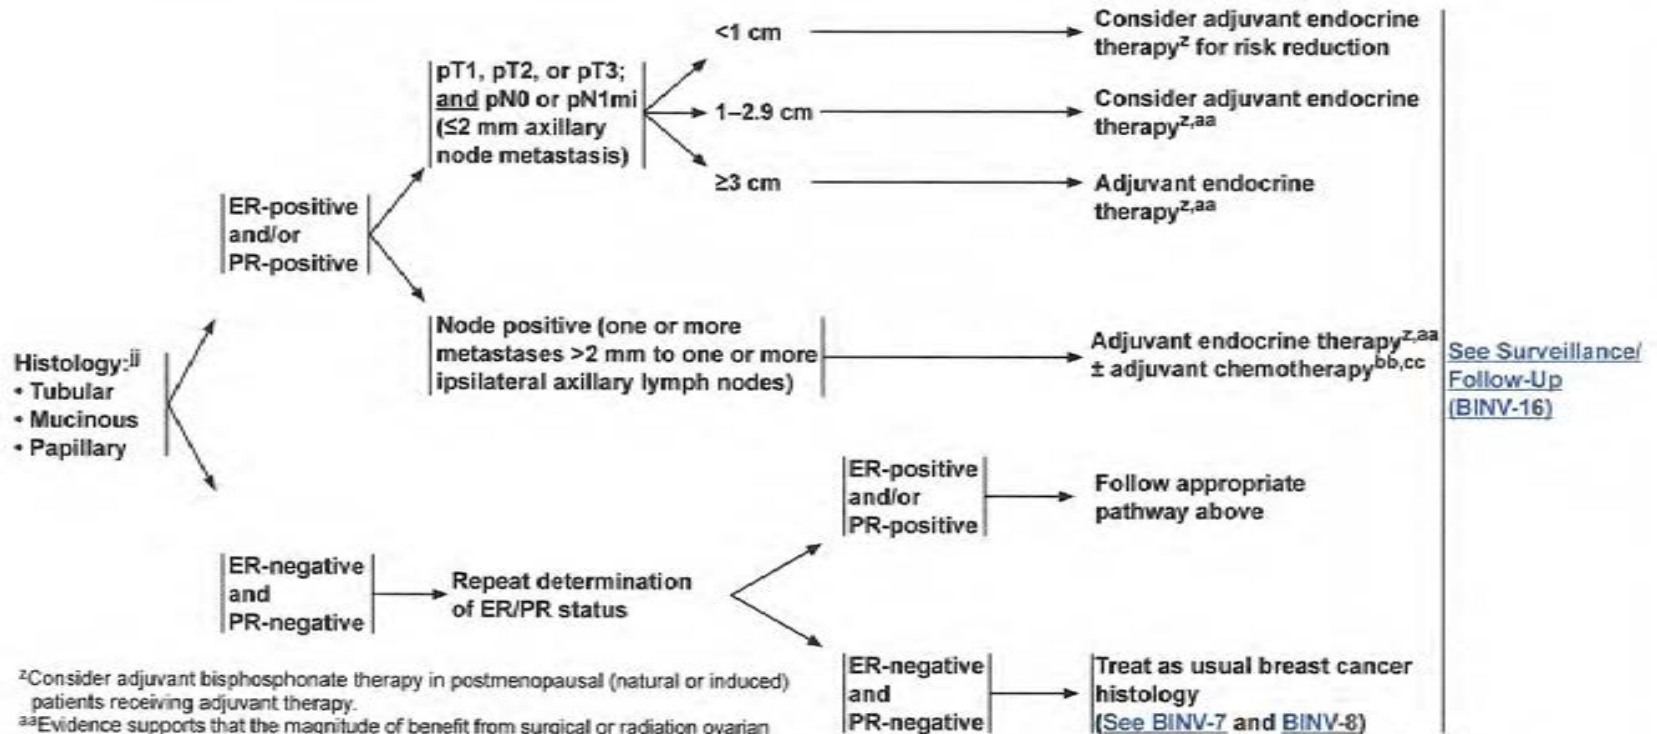 <1 cm
Consider adjuvant endocrine
therapyᶻ for risk reduction
pT1, pT2, or pT3;
and pN0 or pN1mi
(≤2 mm axillary
node metastasis)
1–2.9 cm
Consider adjuvant endocrine
therapyᶻ,ᵃᵃ
≥3 cm
Adjuvant endocrine
therapyᶻ,ᵃᵃ
ER-positive
and/or
PR-positive
Node positive (one or more
metastases >2 mm to one or more
ipsilateral axillary lymph nodes)
Adjuvant endocrine therapyᶻ,ᵃᵃ
± adjuvant chemotherapyᵇᵇ,ᶜᶜ
See Surveillance/
Follow-Up
(BINV-16)
Histology:ʲʲ
• Tubular
• Mucinous
• Papillary
ER-negative
and
PR-negative
Repeat determination
of ER/PR status
ER-positive
and/or
PR-positive
Follow appropriate
pathway above
ER-negative
and
PR-negative
Treat as usual breast cancer
histology
(See BINV-7 and BINV-8)
ᶻConsider adjuvant bisphosphonate therapy in postmenopausal (natural or induced)
patients receiving adjuvant therapy.
ᵃᵃEvidence supports that the magnitude of benefit from surgical or radiation ovarian